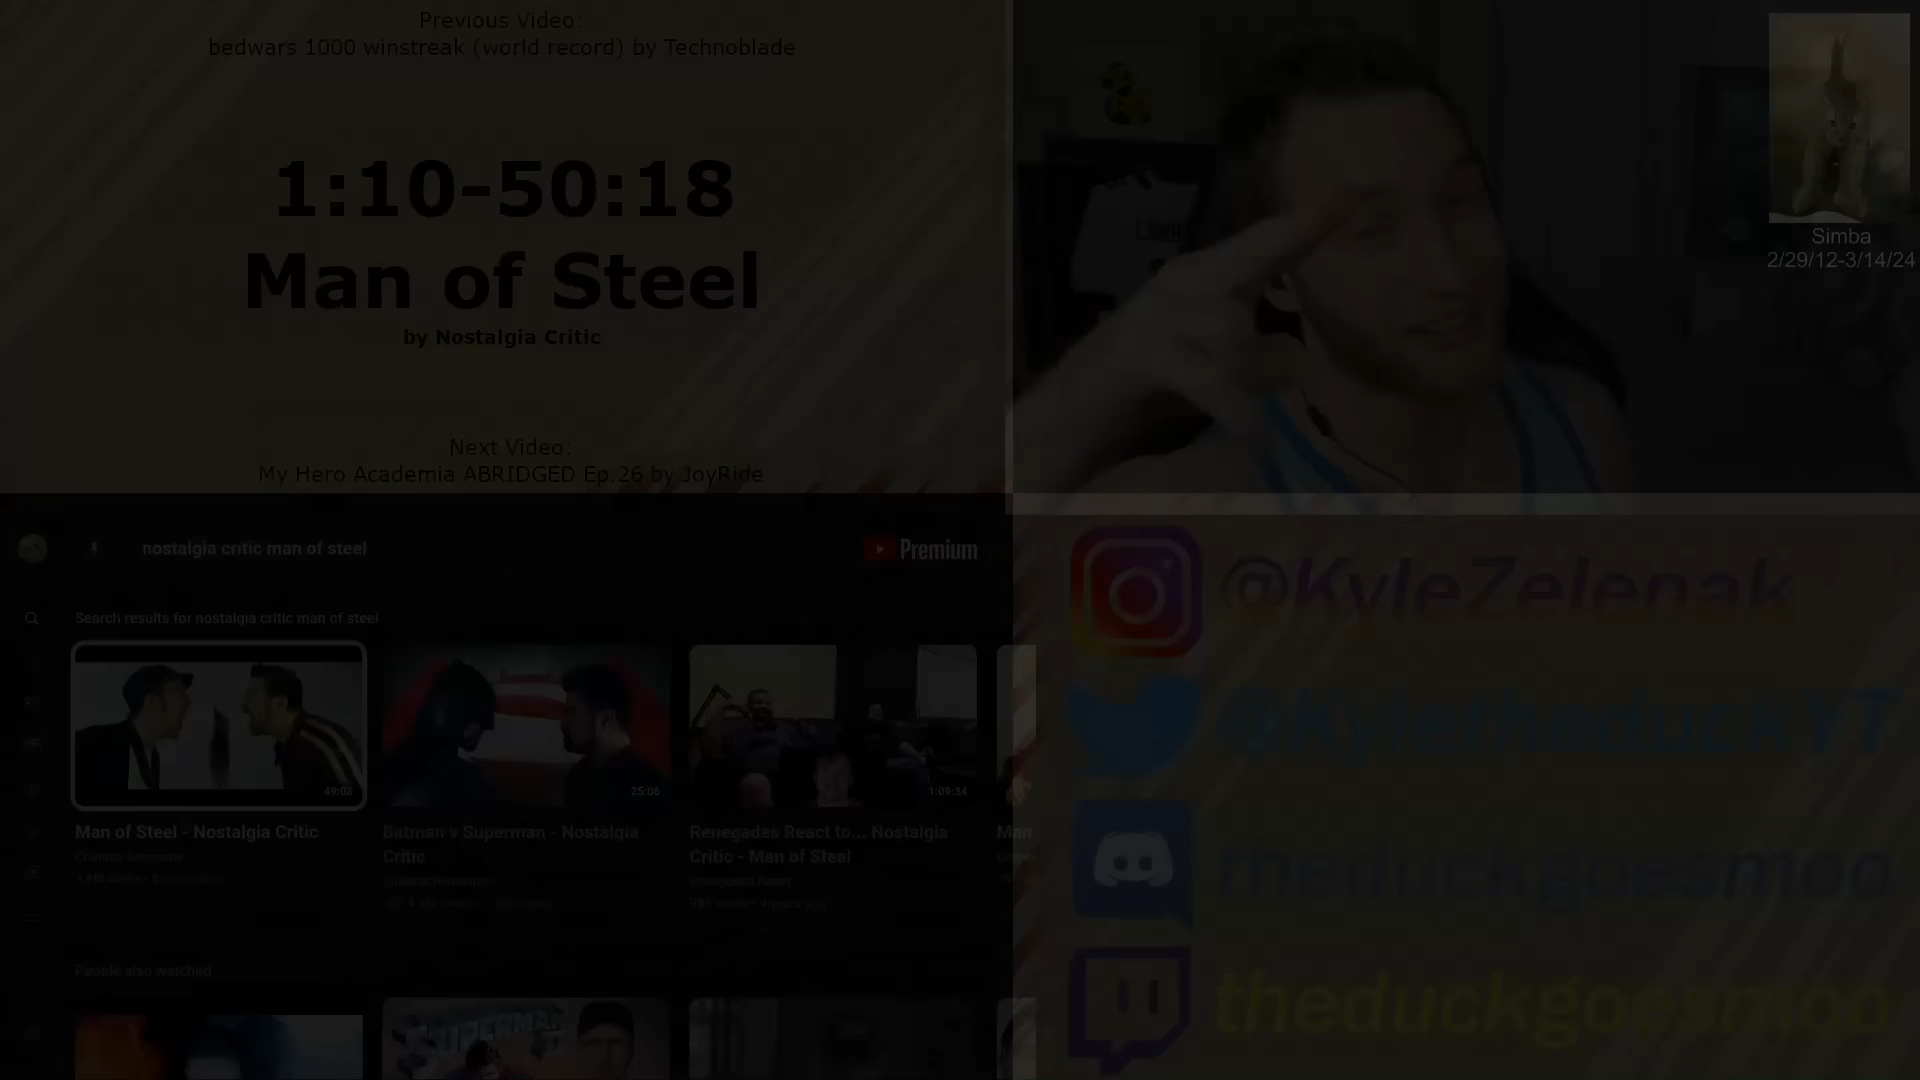 Previous Video:
bedwars 1000 winstreak (world record) by Technoblade
1:10-50:18
Man of Steel
by Nostalgia Critic
Next Video:
My Hero Academia ABRIDGED Ep.26 by JoyRide
Simba
2/29/12-3/14/24
nostalgia critic man of steel
Premium
Search results for nostalgia critic man of steel
49:08
25:06
1:09:34
Man of Steel - Nostalgia Critic
Batman v Superman - Nostalgia
Critic
Renegades React to... Nostalgia
Critic - Man of Steel
Man
People also watched
@KyleZelenak
@KyletheduckYT
theduckgoesmoo
theduckgoesmoo